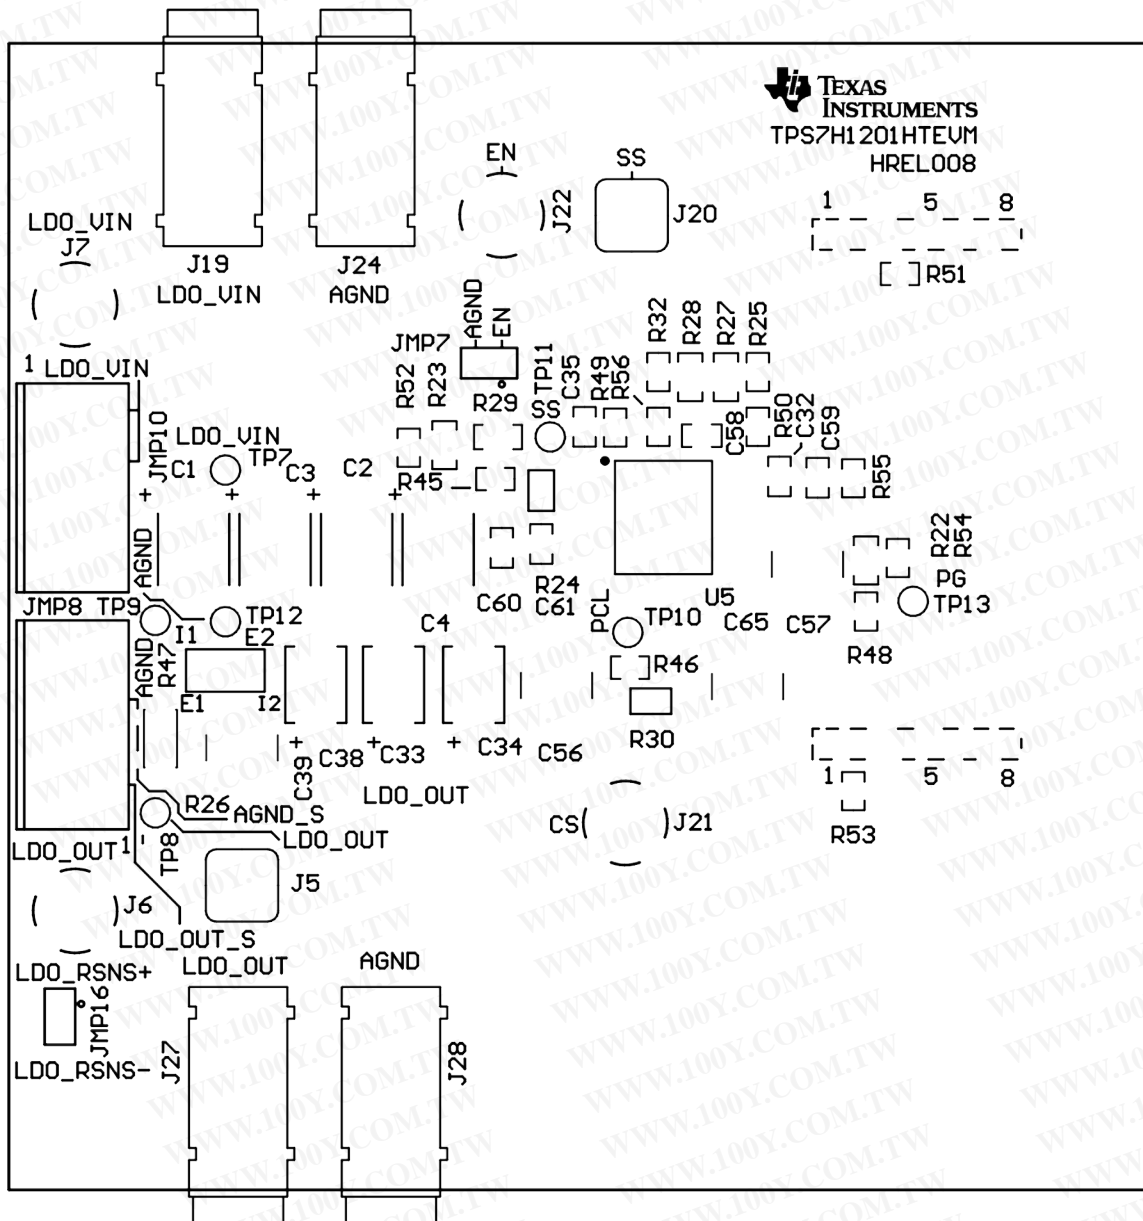 TEXAS
INSTRUMENTS
TPS7H1201HTEVM
HREL008
EN
SS
J22
J20
1 5 8
R51
LDO_VIN
J7
J19
LDO_VIN
J24
AGND
AGND
EN
JMP7
1 LDO_VIN
JMP10
R52
R23
R29
TP11
SS
C35
R49
R56
R32
R28
R27
R25
C58
R50
C32
C59
R55
LDO_VIN
TP7
C1
C3
C2
R45
+ + + +
AGND
R24
C60
C61
PCL
TP10
U5
C65
C57
R22
R54
PG
TP13
R48
JMP8
TP9
I1
TP12
E2
C4
AGND
R47
E1
I2
R46
R30
+ + +
C39
C38
C33
C34
C56
LDO_OUT
1 5 8
R53
R26
AGND_S
LDO_OUT
CS
J21
LDO_OUT
1
-
TP8
J5
J6
LDO_OUT_S
LDO_RSNS+
JMP16
LDO_RSNS-
LDO_OUT
AGND
J27
J28
WWW.100Y.COM.TW